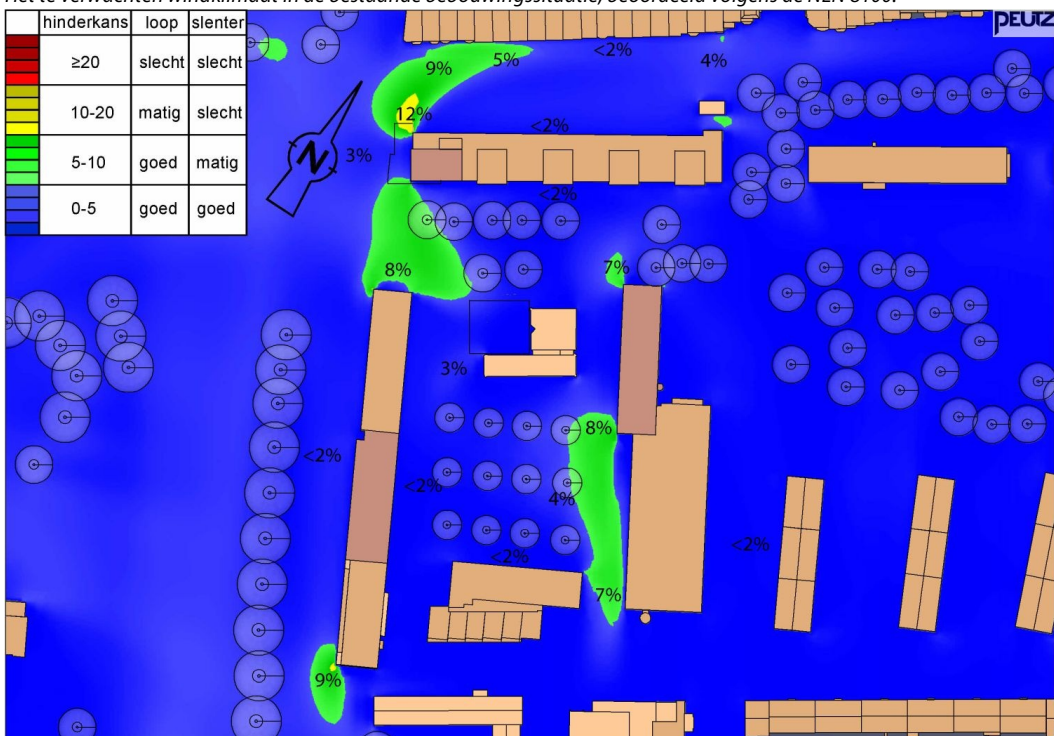 Het te verwachten windklimaat in de bestaande bebouwingssituatie, beoordeeld volgens de NEN 8100.
hinderkans loop slenter
≥20 slecht slecht
10-20 matig slecht
5-10 goed matig
0-5 goed goed
PEUTZ
9% 5% <2% 4%
12% <2%
N 3%
<2%
8% 7%
3%
8%
<2% <2% 4%
<2% <2%
7%
9%